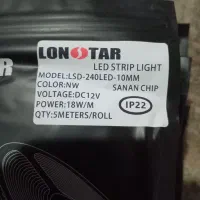 LONSTAR
LED STRIP LIGHT
MODEL:LSD-240LED-10MM
COLOR:NW SANAN CHIP
VOLTAGE:DC12V
POWER:18W/M
QTY:5METERS/ROLL
IP22
TAR